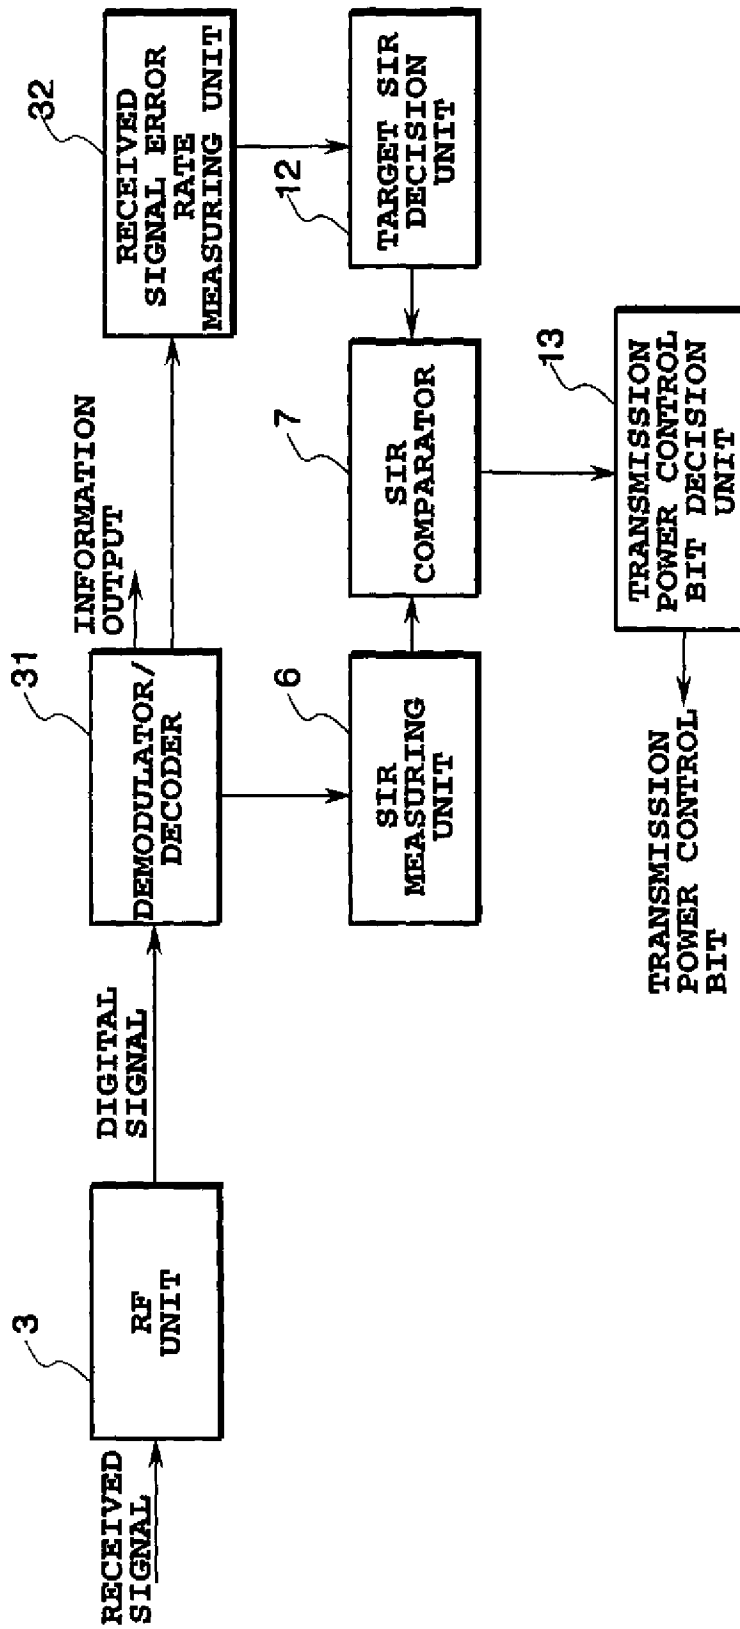 RECEIVED
SIGNAL
3
RF
UNIT
DIGITAL
SIGNAL
31
DEMODULATOR/
DECODER
INFORMATION
OUTPUT
32
RECEIVED
SIGNAL ERROR
RATE
MEASURING UNIT
6
SIR
MEASURING
UNIT
7
SIR
COMPARATOR
12
TARGET SIR
DECISION
UNIT
13
TRANSMISSION
POWER CONTROL
BIT DECISION
UNIT
TRANSMISSION
POWER CONTROL
BIT